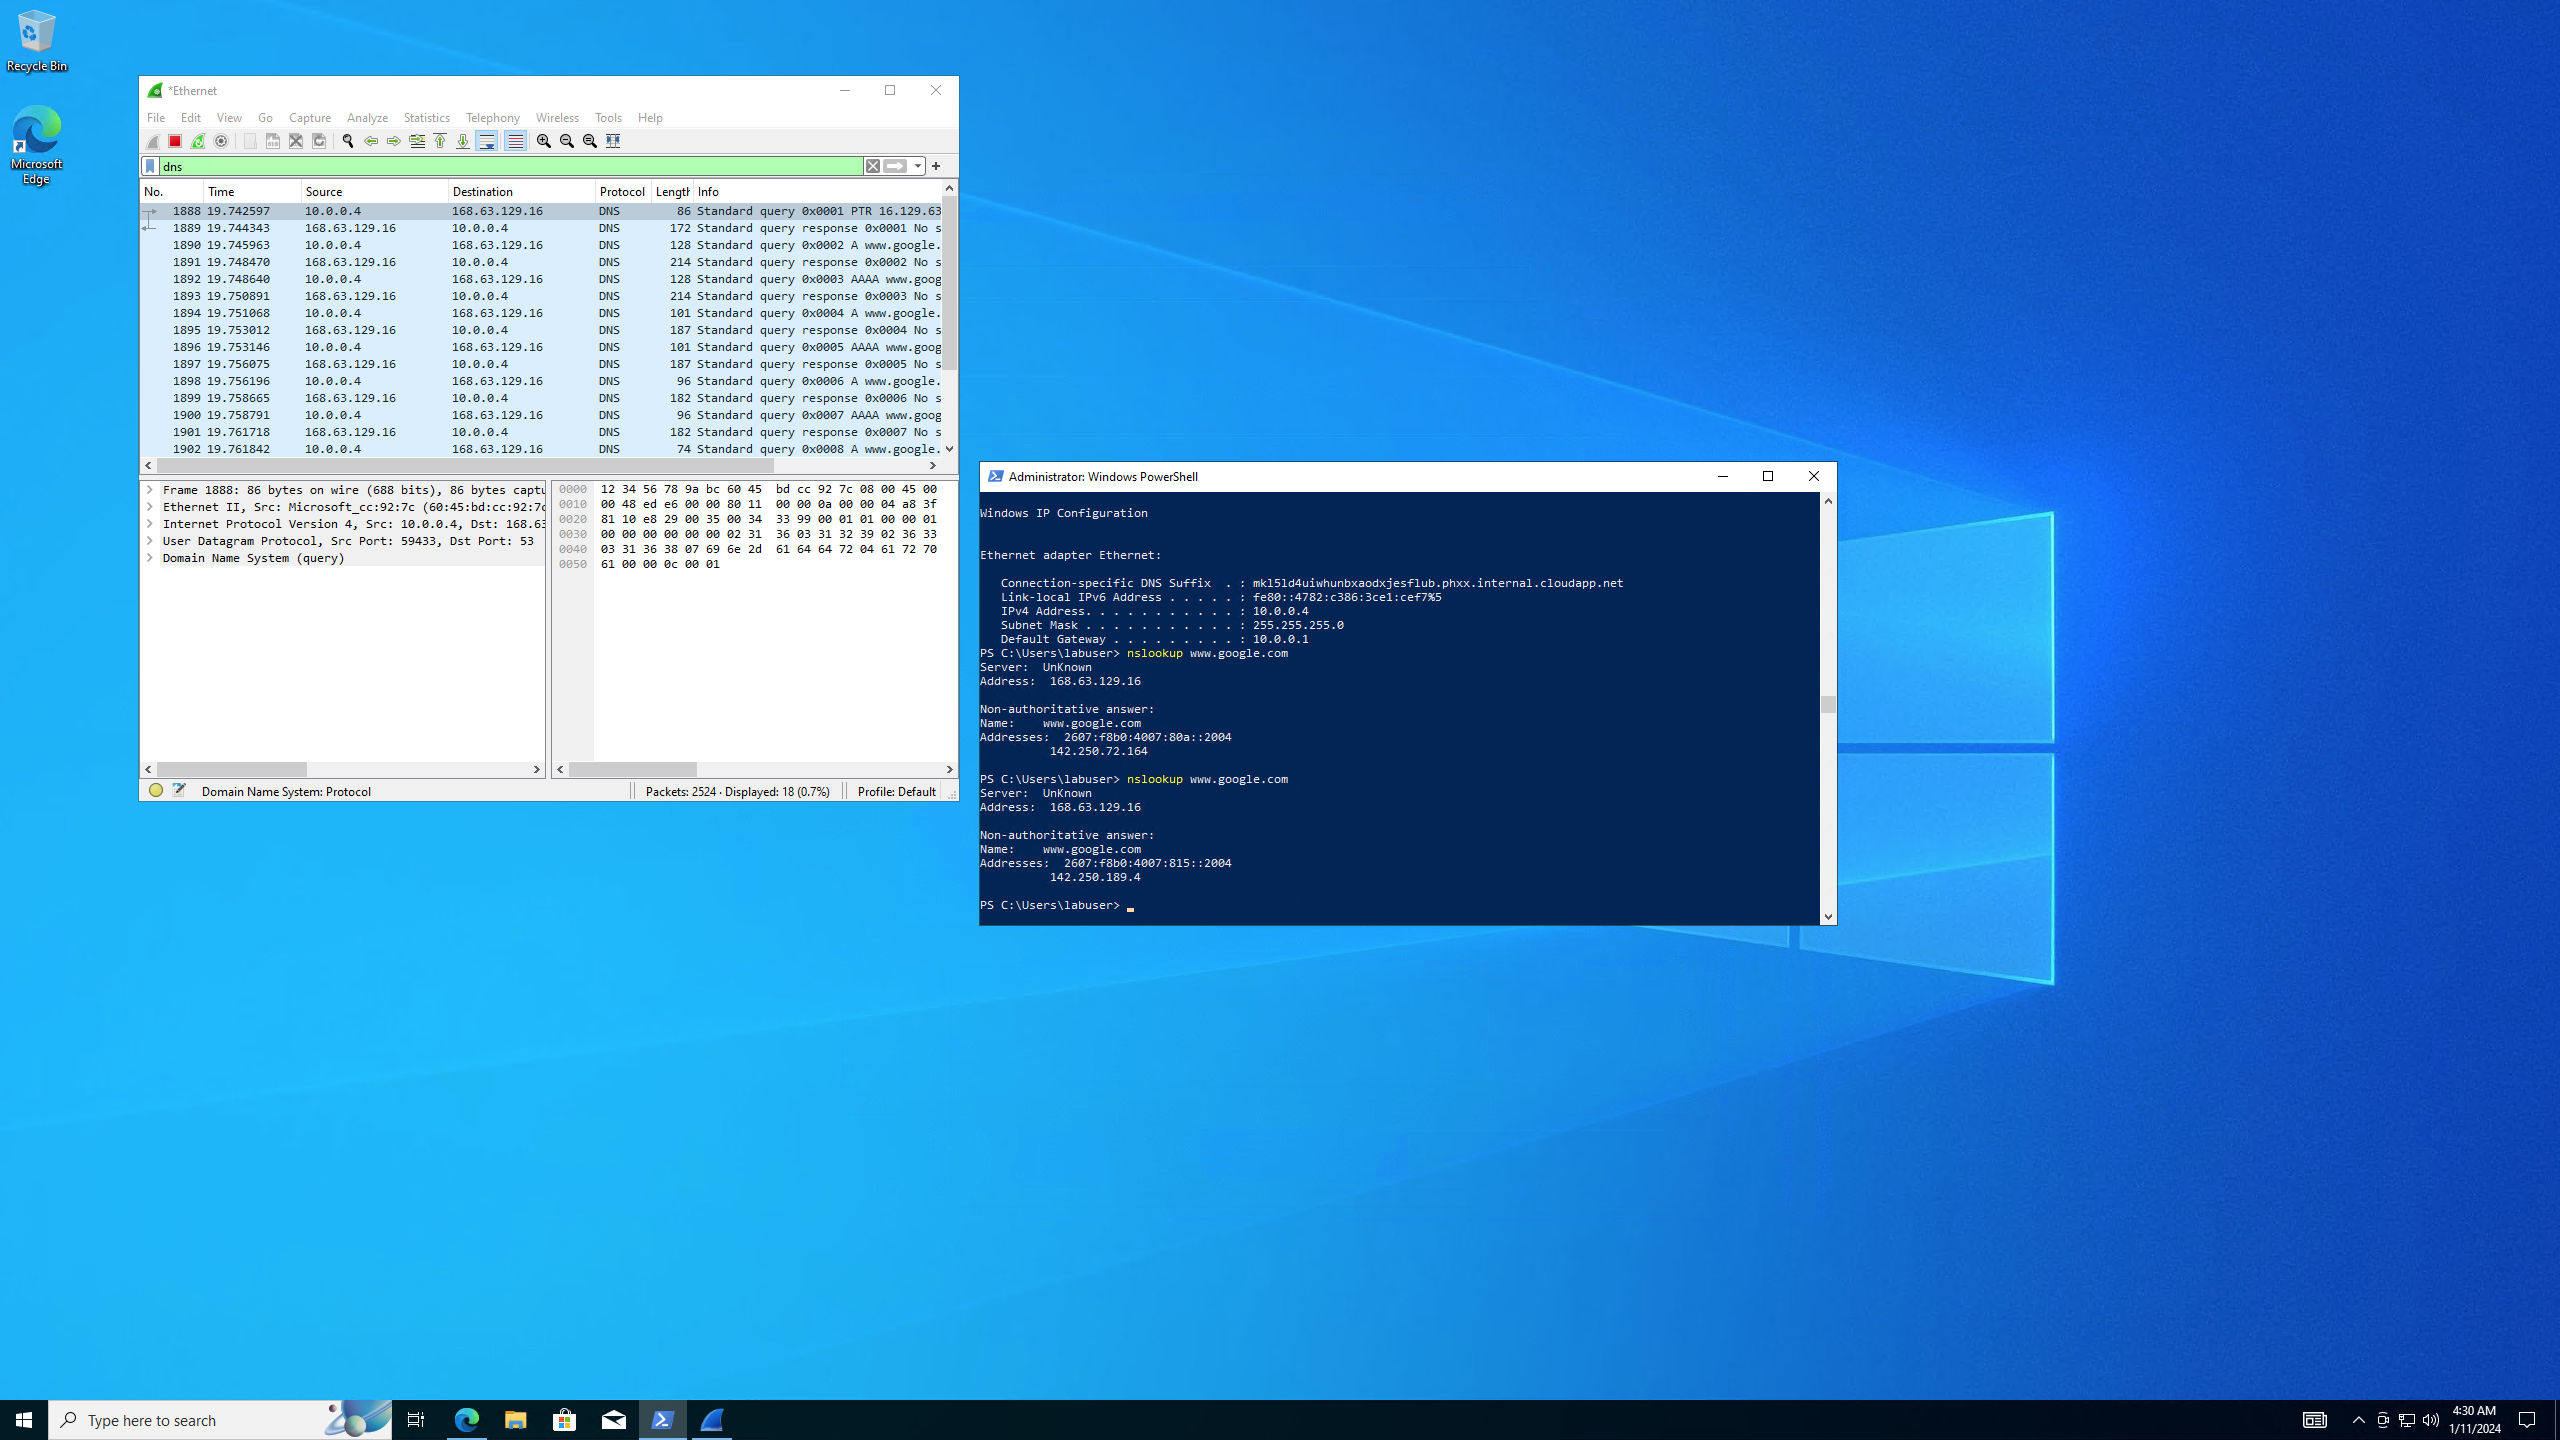 Recycle Bin
Microsoft
Edge
*Ethernet
File Edit View Go Capture Analyze Statistics Telephony Wireless Tools Help
dns
No. Time Source Destination Protocol Length Info
1888 19.742597 10.0.0.4 168.63.129.16 DNS 86 Standard query 0x0001 PTR 16.129.63
1889 19.744343 168.63.129.16 10.0.0.4 DNS 172 Standard query response 0x0001 No s
1890 19.745963 10.0.0.4 168.63.129.16 DNS 128 Standard query 0x0002 A www.google.
1891 19.748470 168.63.129.16 10.0.0.4 DNS 214 Standard query response 0x0002 No s
1892 19.748640 10.0.0.4 168.63.129.16 DNS 128 Standard query 0x0003 AAAA www.goog
1893 19.750891 168.63.129.16 10.0.0.4 DNS 214 Standard query response 0x0003 No s
1894 19.751068 10.0.0.4 168.63.129.16 DNS 101 Standard query 0x0004 A www.google.
1895 19.753012 168.63.129.16 10.0.0.4 DNS 187 Standard query response 0x0004 No s
1896 19.753146 10.0.0.4 168.63.129.16 DNS 101 Standard query 0x0005 AAAA www.goog
1897 19.756075 168.63.129.16 10.0.0.4 DNS 187 Standard query response 0x0005 No s
1898 19.756196 10.0.0.4 168.63.129.16 DNS 96 Standard query 0x0006 A www.google.
1899 19.758665 168.63.129.16 10.0.0.4 DNS 182 Standard query response 0x0006 No s
1900 19.758791 10.0.0.4 168.63.129.16 DNS 96 Standard query 0x0007 AAAA www.goog
1901 19.761718 168.63.129.16 10.0.0.4 DNS 182 Standard query response 0x0007 No s
1902 19.761842 10.0.0.4 168.63.129.16 DNS 74 Standard query 0x0008 A www.google.
Frame 1888: 86 bytes on wire (688 bits), 86 bytes captu
Ethernet II, Src: Microsoft_cc:92:7c (60:45:bd:cc:92:7c
Internet Protocol Version 4, Src: 10.0.0.4, Dst: 168.63
User Datagram Protocol, Src Port: 59433, Dst Port: 53
Domain Name System (query)
0000 12 34 56 78 9a bc 60 45 bd cc 92 7c 08 00 45 00
0010 00 48 ed e6 00 00 80 11 00 00 0a 00 00 04 a8 3f
0020 81 10 e8 29 00 35 00 34 33 99 00 01 01 00 00 01
0030 00 00 00 00 00 00 02 31 36 03 31 32 39 02 36 33
0040 03 31 36 38 07 69 6e 2d 61 64 64 72 04 61 72 70
0050 61 00 00 0c 00 01
Domain Name System: Protocol Packets: 2524 · Displayed: 18 (0.7%) Profile: Default
Administrator: Windows PowerShell
Windows IP Configuration
Ethernet adapter Ethernet:
Connection-specific DNS Suffix . : mkl5ld4uiwhunbxaodxjesflub.phxx.internal.cloudapp.net
Link-local IPv6 Address . . . . . : fe80::4782:c386:3ce1:cef7%5
IPv4 Address. . . . . . . . . . . : 10.0.0.4
Subnet Mask . . . . . . . . . . . : 255.255.255.0
Default Gateway . . . . . . . . . : 10.0.0.1
PS C:\Users\labuser> nslookup www.google.com
Server: UnKnown
Address: 168.63.129.16
Non-authoritative answer:
Name: www.google.com
Addresses: 2607:f8b0:4007:80a::2004
142.250.72.164
PS C:\Users\labuser> nslookup www.google.com
Server: UnKnown
Address: 168.63.129.16
Non-authoritative answer:
Name: www.google.com
Addresses: 2607:f8b0:4007:815::2004
142.250.189.4
PS C:\Users\labuser>
Type here to search
4:30 AM
1/11/2024